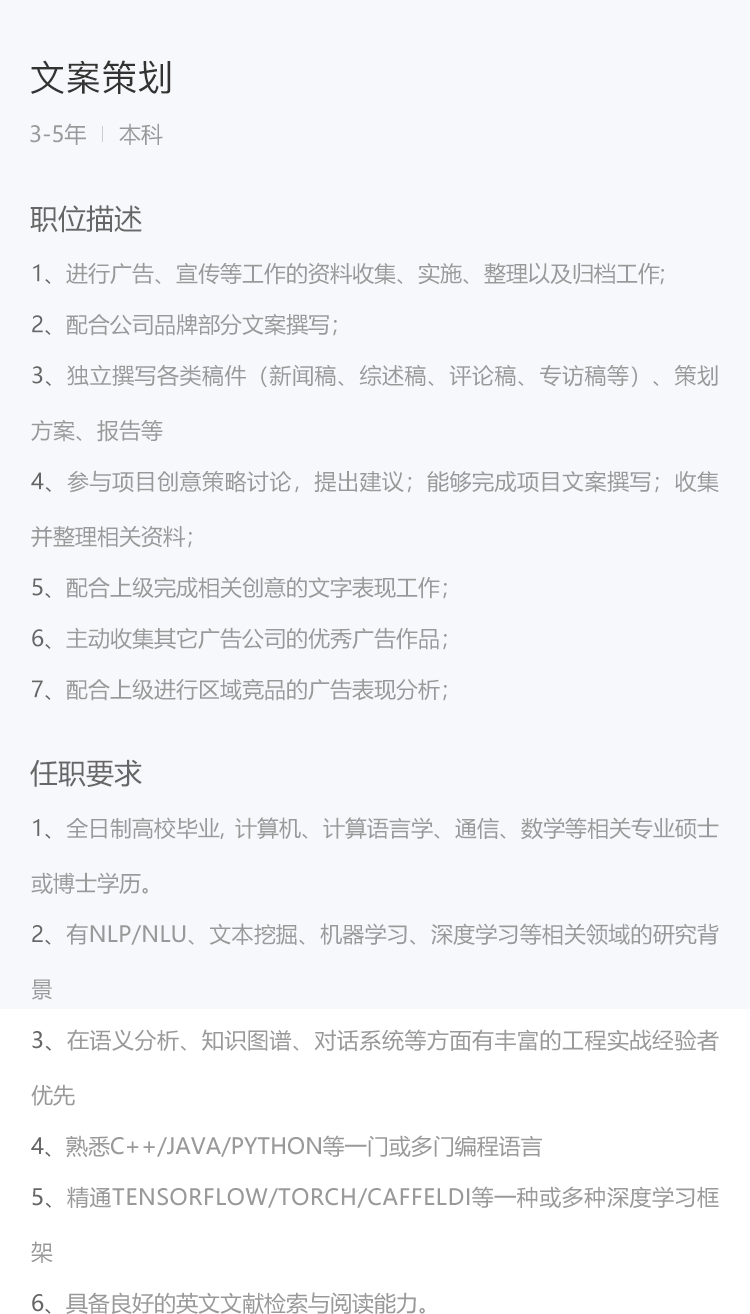 文案策划
3-5年 | 本科
职位描述
1、进行广告、宣传等工作的资料收集、实施、整理以及归档工作;
2、配合公司品牌部分文案撰写；
3、独立撰写各类稿件（新闻稿、综述稿、评论稿、专访稿等）、策划
方案、报告等
4、参与项目创意策略讨论，提出建议；能够完成项目文案撰写；收集
并整理相关资料；
5、配合上级完成相关创意的文字表现工作；
6、主动收集其它广告公司的优秀广告作品；
7、配合上级进行区域竞品的广告表现分析；
任职要求
1、全日制高校毕业, 计算机、计算语言学、通信、数学等相关专业硕士
或博士学历。
2、有NLP/NLU、文本挖掘、机器学习、深度学习等相关领域的研究背
景
3、在语义分析、知识图谱、对话系统等方面有丰富的工程实战经验者
优先
4、熟悉C++/JAVA/PYTHON等一门或多门编程语言
5、精通TENSORFLOW/TORCH/CAFFELDI等一种或多种深度学习框
架
6、具备良好的英文文献检索与阅读能力。